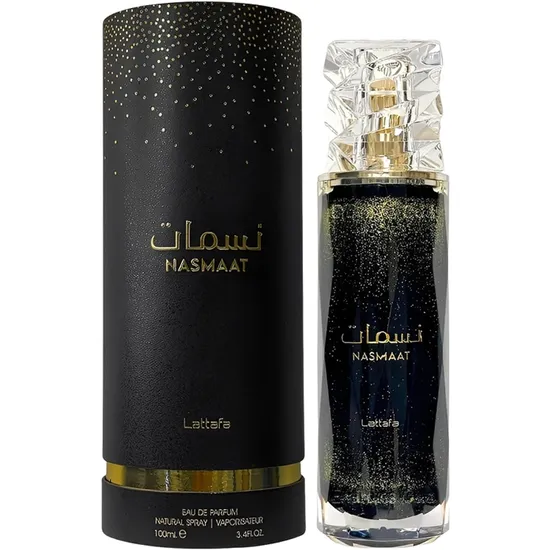 نسمات
NASMAAT
Lattafa
EAU DE PARFUM
NATURAL SPRAY | VAPORISATEUR
100ml. ℮ 3.4FL.OZ.
نسمات
NASMAAT
Lattafa